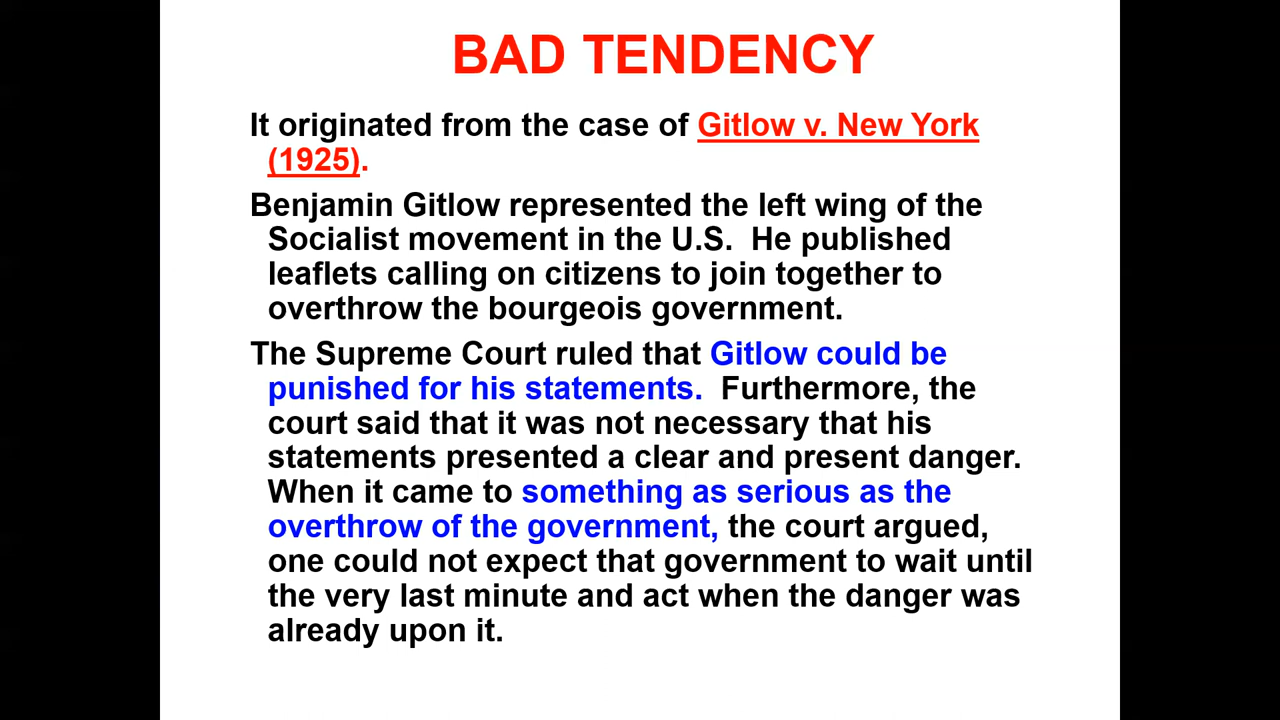 BAD TENDENCY
It originated from the case of Gitlow v. New York
(1925).
Benjamin Gitlow represented the left wing of the
Socialist movement in the U.S.  He published
leaflets calling on citizens to join together to
overthrow the bourgeois government.
The Supreme Court ruled that Gitlow could be
punished for his statements.  Furthermore, the
court said that it was not necessary that his
statements presented a clear and present danger.
When it came to something as serious as the
overthrow of the government, the court argued,
one could not expect that government to wait until
the very last minute and act when the danger was
already upon it.